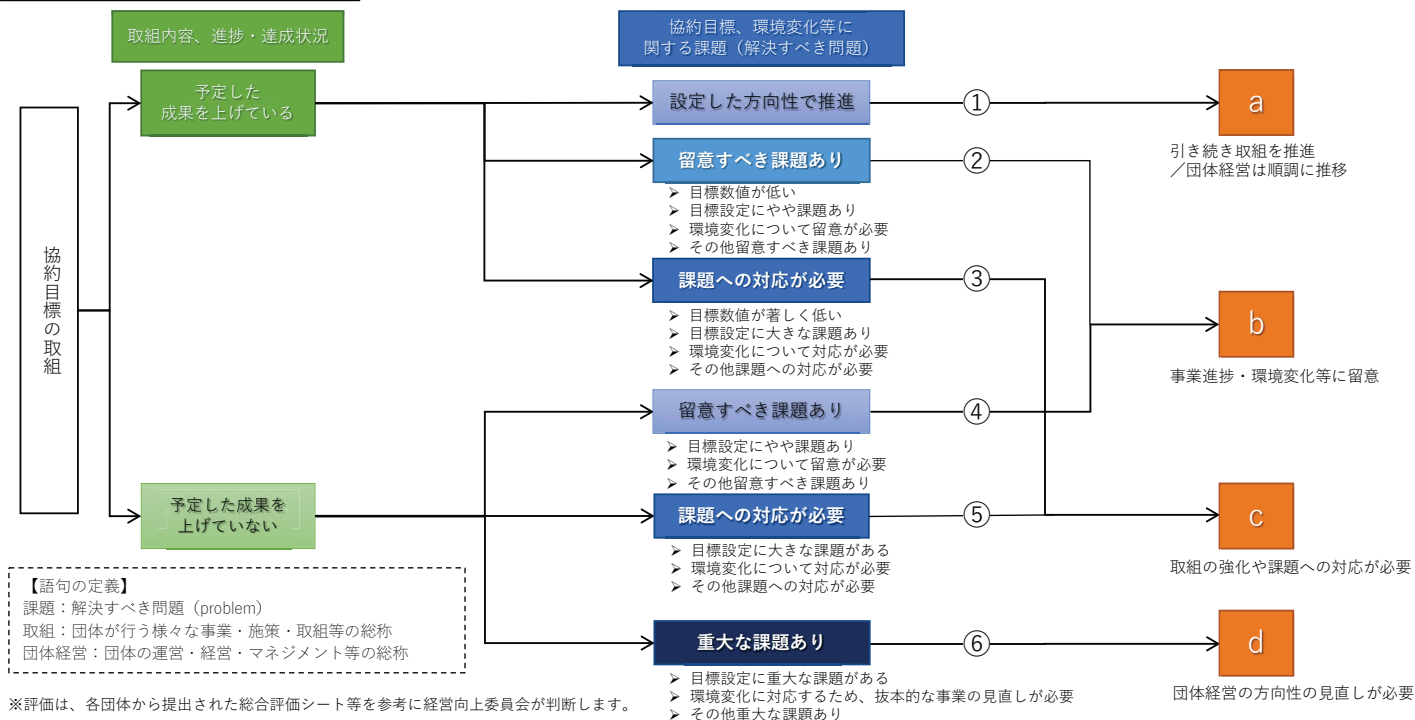 取組内容、進捗・達成状況
協約目標、環境変化等に
関する課題（解決すべき問題）
協約目標の取組
予定した
成果を上げている
設定した方向性で推進
①
a
引き続き取組を推進
／団体経営は順調に推移
留意すべき課題あり
②
➤ 目標数値が低い
➤ 目標設定にやや課題あり
➤ 環境変化について留意が必要
➤ その他留意すべき課題あり
課題への対応が必要
③
➤ 目標数値が著しく低い
➤ 目標設定に大きな課題あり
➤ 環境変化について対応が必要
➤ その他課題への対応が必要
b
事業進捗・環境変化等に留意
留意すべき課題あり
④
➤ 目標設定にやや課題あり
➤ 環境変化について留意が必要
➤ その他留意すべき課題あり
予定した成果を
上げていない
課題への対応が必要
⑤
➤ 目標設定に大きな課題がある
➤ 環境変化について対応が必要
➤ その他課題への対応が必要
c
取組の強化や課題への対応が必要
重大な課題あり
⑥
➤ 目標設定に重大な課題がある
➤ 環境変化に対応するため、抜本的な事業の見直しが必要
➤ その他重大な課題あり
d
団体経営の方向性の見直しが必要
【語句の定義】
課題：解決すべき問題（problem）
取組：団体が行う様々な事業・施策・取組等の総称
団体経営：団体の運営・経営・マネジメント等の総称
※評価は、各団体から提出された総合評価シート等を参考に経営向上委員会が判断します。